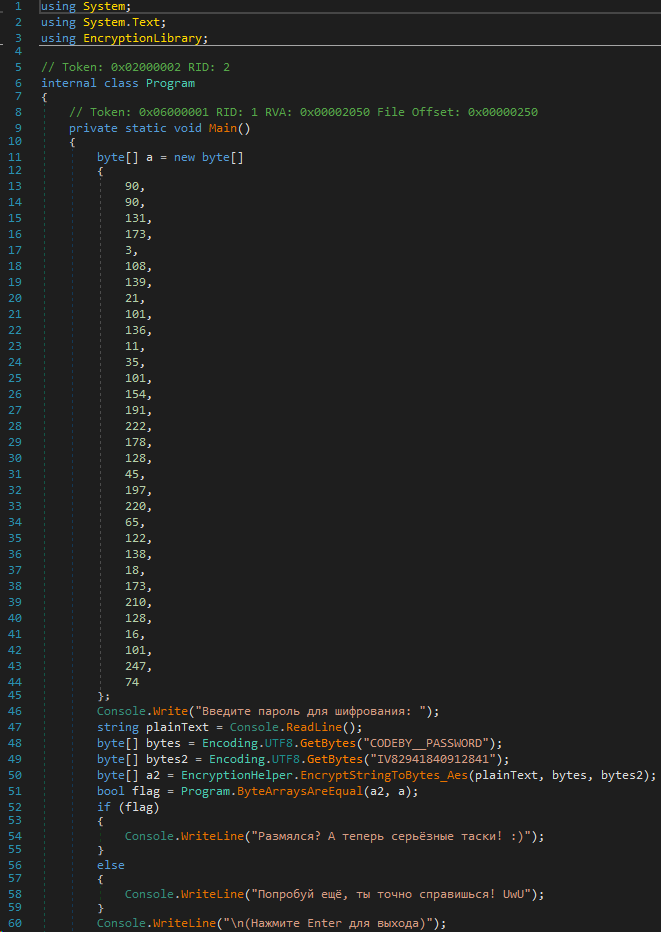 1 using System;
2 using System.Text;
3 using EncryptionLibrary;
4
5 // Token: 0x02000002 RID: 2
6 internal class Program
7 {
8 // Token: 0x06000001 RID: 1 RVA: 0x00002050 File Offset: 0x00000250
9 private static void Main()
10 {
11 byte[] a = new byte[]
12 {
13 90,
14 90,
15 131,
16 173,
17 3,
18 108,
19 139,
20 21,
21 101,
22 136,
23 11,
24 35,
25 101,
26 154,
27 191,
28 222,
29 178,
30 128,
31 45,
32 197,
33 220,
34 65,
35 122,
36 138,
37 18,
38 173,
39 210,
40 128,
41 16,
42 101,
43 247,
44 74
45 };
46 Console.Write("Введите пароль для шифрования: ");
47 string plainText = Console.ReadLine();
48 byte[] bytes = Encoding.UTF8.GetBytes("CODEBY__PASSWORD");
49 byte[] bytes2 = Encoding.UTF8.GetBytes("IV82941840912841");
50 byte[] a2 = EncryptionHelper.EncryptStringToBytes_Aes(plainText, bytes, bytes2);
51 bool flag = Program.ByteArraysAreEqual(a2, a);
52 if (flag)
53 {
54 Console.WriteLine("Размялся? А теперь серьёзные таски! :)");
55 }
56 else
57 {
58 Console.WriteLine("Попробуй ещё, ты точно справишься! UwU");
59 }
60 Console.WriteLine("\n(Нажмите Enter для выхода)");